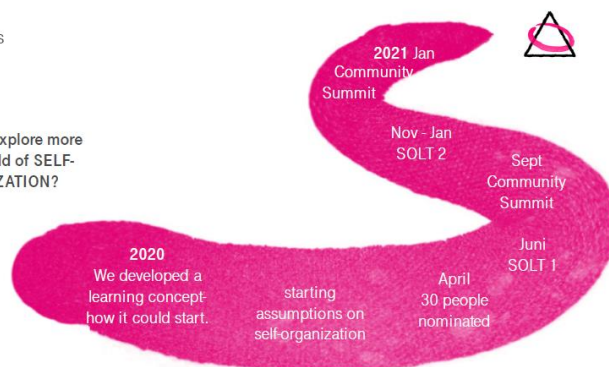 s
xplore more
ld of SELF-
ZATION?
2021 Jan
Community
Summit
Nov - Jan
SOLT 2
Sept
Community
Summit
Juni
SOLT 1
April
30 people
nominated
starting
assumptions on
self-organization
2020
We developed a
learning concept-
how it could start.